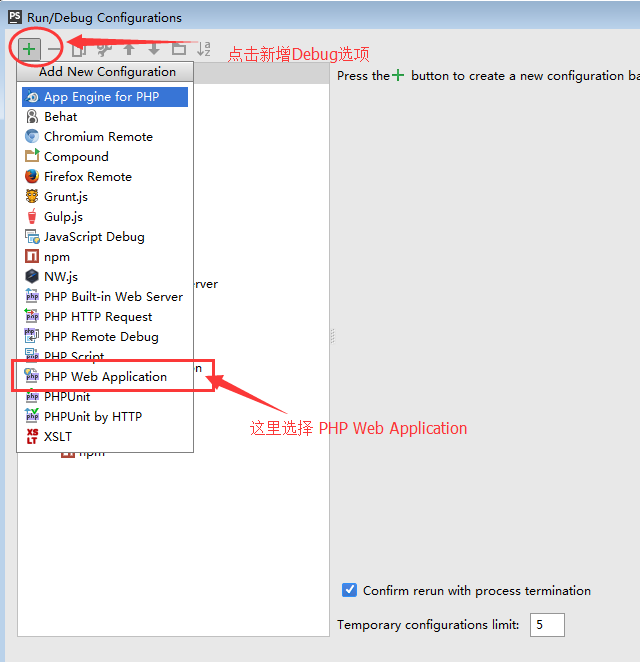 PS Run/Debug Configurations
点击新增Debug选项
Add New Configuration
Press the + button to create a new configuration ba
App Engine for PHP
Behat
Chromium Remote
Compound
Firefox Remote
Grunt.js
Gulp.js
JavaScript Debug
npm
NW.js
erver
PHP Built-in Web Server
PHP HTTP Request
PHP Remote Debug
PHP Script
on
PHP Web Application
PHPUnit
PHPUnit by HTTP
这里选择 PHP Web Application
XSLT
npm
Confirm rerun with process termination
Temporary configurations limit: 5